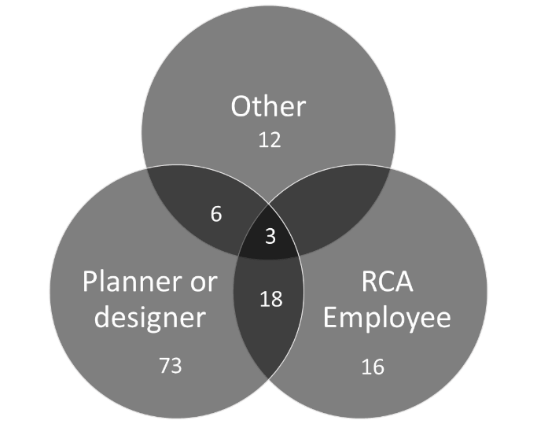 Other
12
6
3
Planner or
designer
73
18
RCA
Employee
16